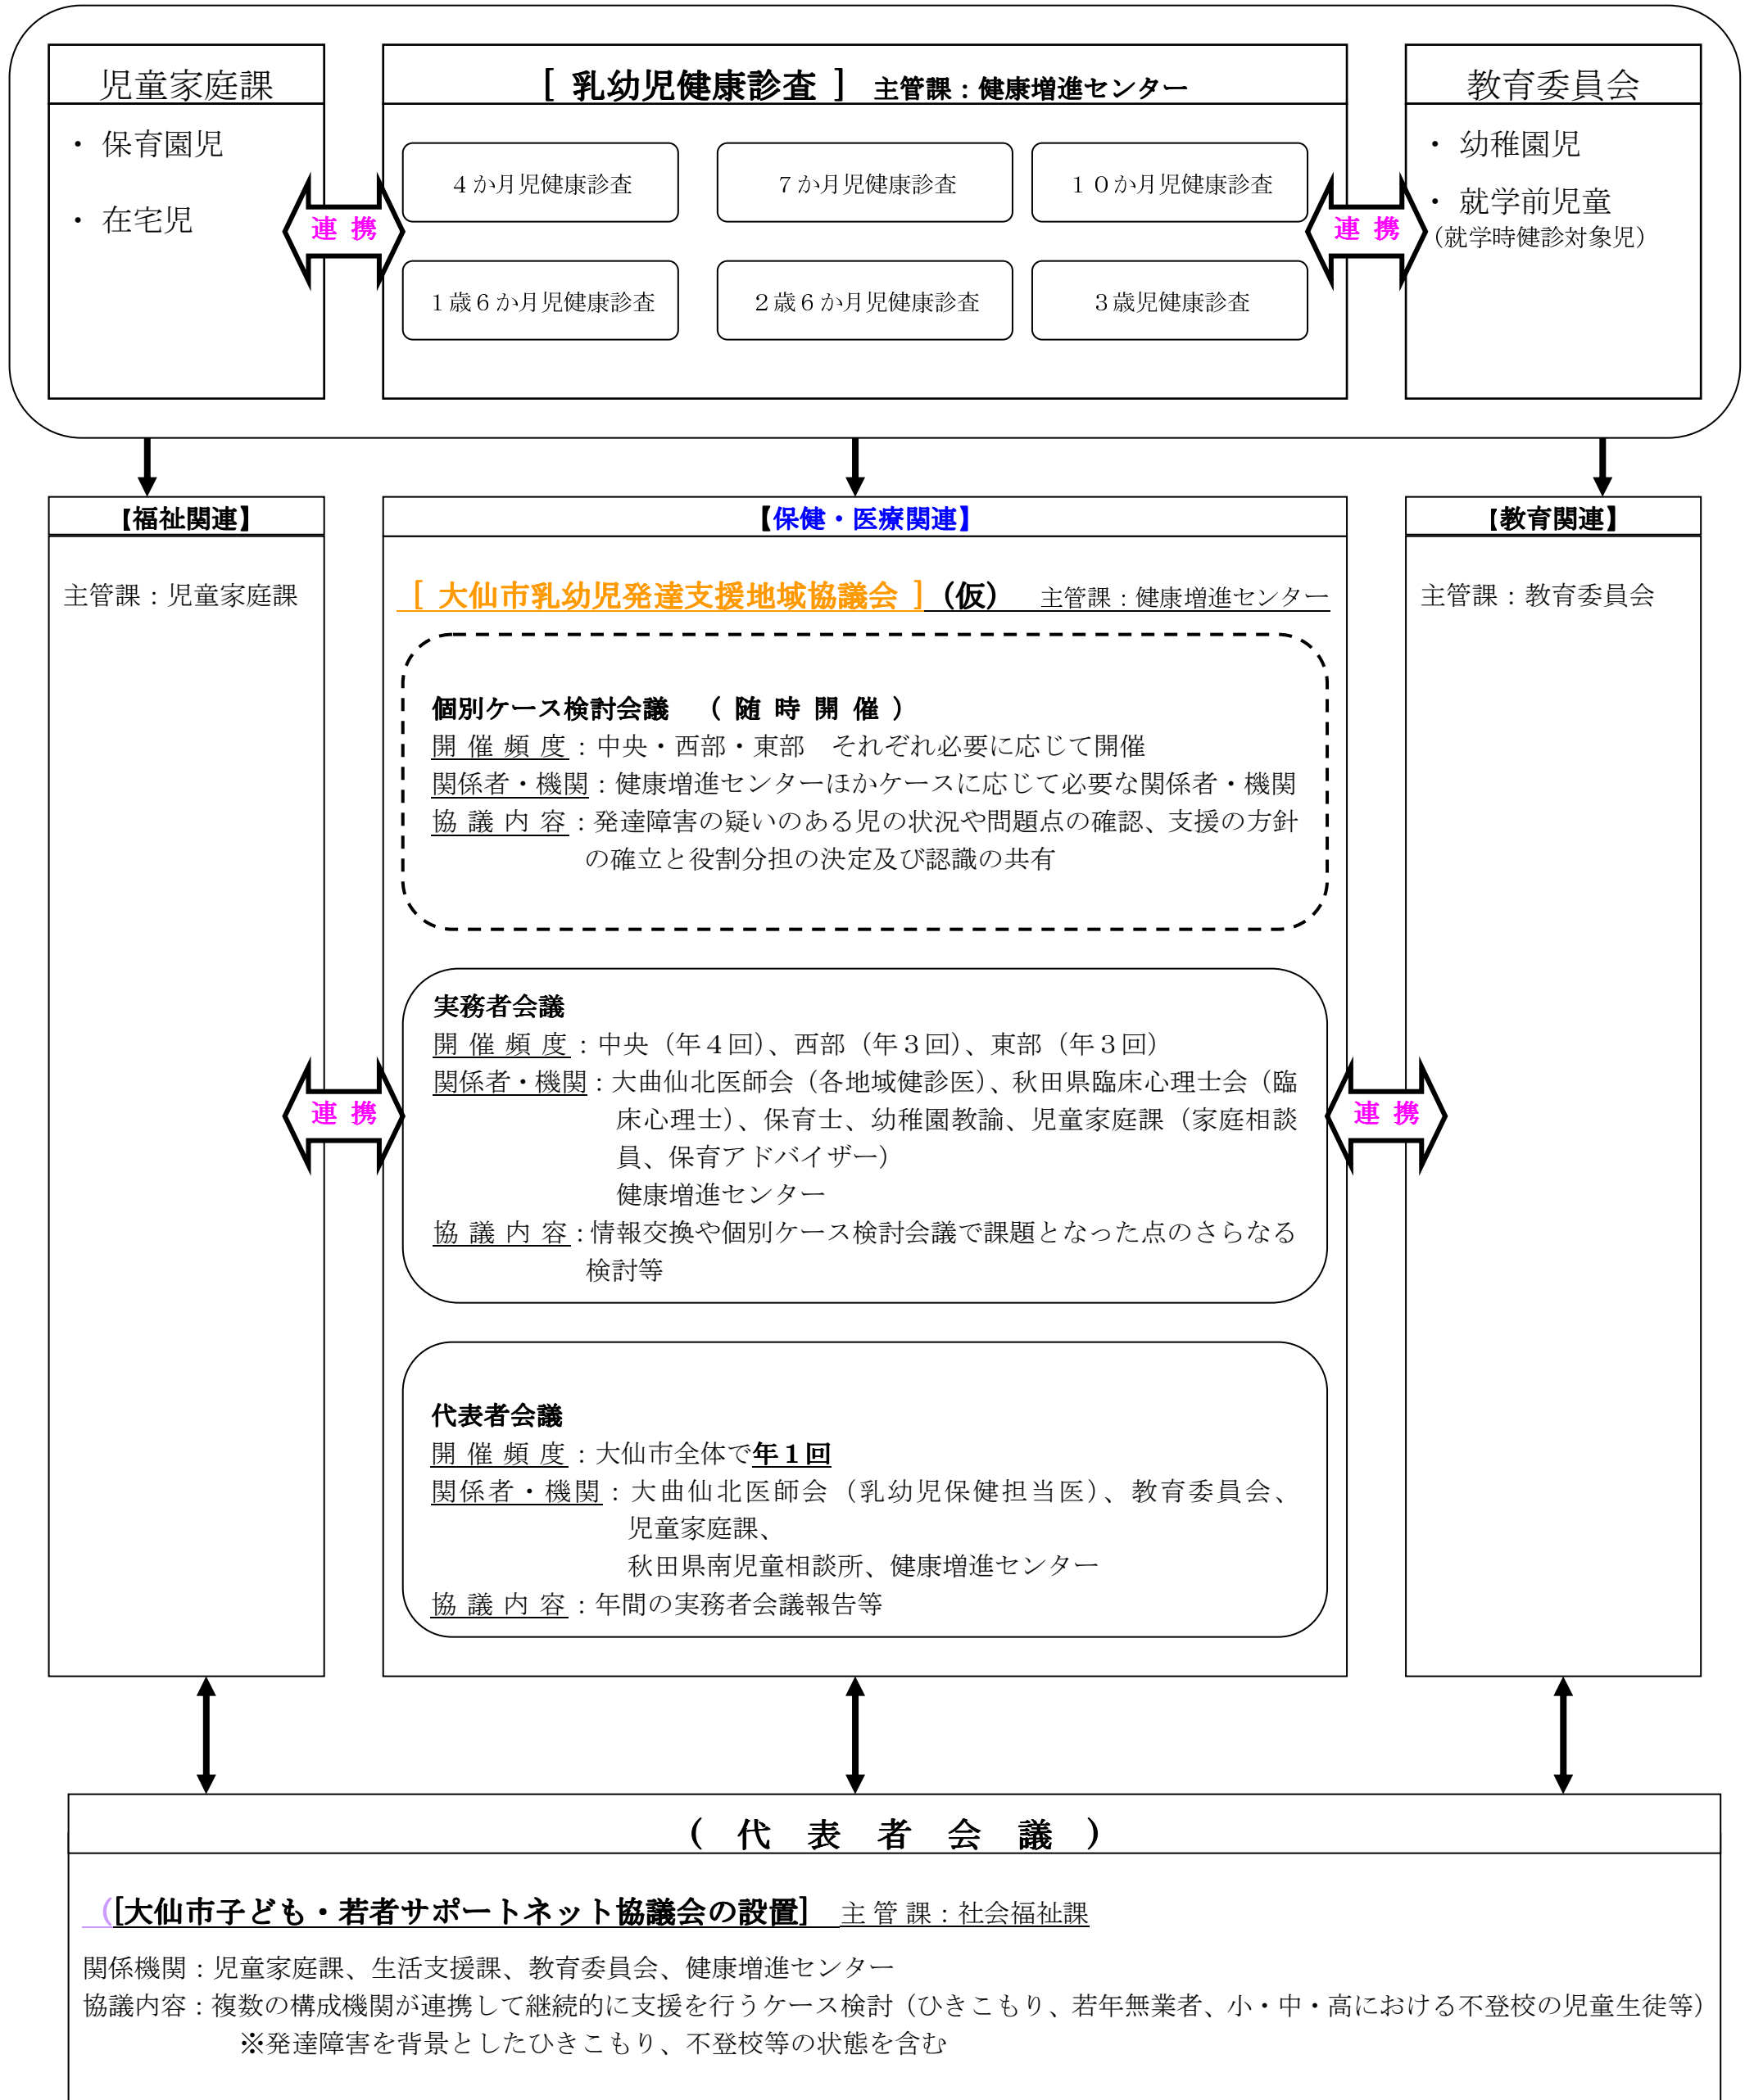 児童家庭課
・ 保育園児
・ 在宅児
連 携
[ 乳幼児健康診査 ] 主管課：健康増進センター
４か月児健康診査
７か月児健康診査
１０か月児健康診査
１歳６か月児健康診査
２歳６か月児健康診査
３歳児健康診査
連 携
教育委員会
・ 幼稚園児
・ 就学前児童
（就学時健診対象児）
【福祉関連】
主管課：児童家庭課
【保健・医療関連】
[ 大仙市乳幼児発達支援地域協議会 ]（仮）　主管課：健康増進センター
個別ケース検討会議　（ 随 時 開 催 ）
開 催 頻 度：中央・西部・東部　それぞれ必要に応じて開催
関係者・機関：健康増進センターほかケースに応じて必要な関係者・機関
協 議 内 容：発達障害の疑いのある児の状況や問題点の確認、支援の方針
の確立と役割分担の決定及び認識の共有
実務者会議
開 催 頻 度：中央（年４回）、西部（年３回）、東部（年３回）
関係者・機関：大曲仙北医師会（各地域健診医）、秋田県臨床心理士会（臨
床心理士）、保育士、幼稚園教諭、児童家庭課（家庭相談
員、保育アドバイザー）
健康増進センター
協 議 内 容：情報交換や個別ケース検討会議で課題となった点のさらなる
検討等
連 携
連 携
代表者会議
開 催 頻 度：大仙市全体で年１回
関係者・機関：大曲仙北医師会（乳幼児保健担当医）、教育委員会、
児童家庭課、
秋田県南児童相談所、健康増進センター
協 議 内 容：年間の実務者会議報告等
【教育関連】
主管課：教育委員会
（ 代 表 者 会 議 ）
（[大仙市子ども・若者サポートネット協議会の設置]　主 管 課：社会福祉課
関係機関：児童家庭課、生活支援課、教育委員会、健康増進センター
協議内容：複数の構成機関が連携して継続的に支援を行うケース検討（ひきこもり、若年無業者、小・中・高における不登校の児童生徒等）
※発達障害を背景としたひきこもり、不登校等の状態を含む